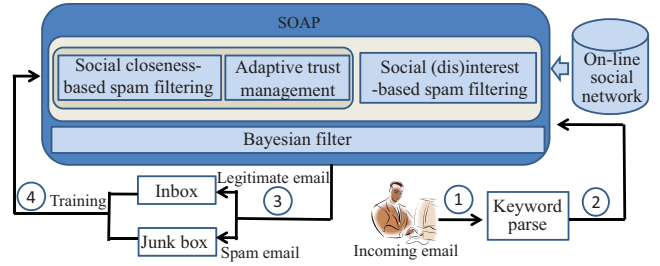 SOAP
Social closeness-
based spam filtering
Adaptive trust
management
Social (dis)interest
-based spam filtering
On-line
social
network
Bayesian filter
4
Training
Inbox
Junk box
Legitimate email
3
Spam email
1
Incoming email
Keyword
parse
2